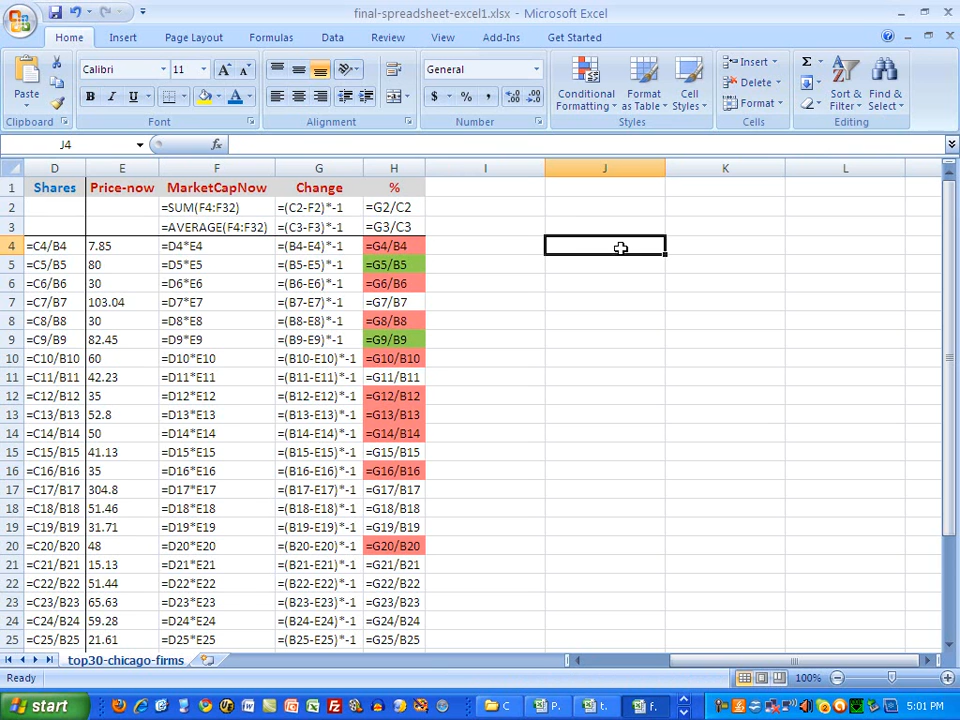 final-spreadsheet-excel1.xlsx - Microsoft Excel
Home Insert Page Layout Formulas Data Review View Add-Ins Get Started
Calibri 11 A A General Insert
Paste B I U A $ % , .00 .0 Conditional Formatting Format as Table Cell Styles Delete Sort & Filter Find & Select
Format
Clipboard Font Alignment Number Styles Cells Editing
J4 fx
D E F G H I J K L
1 Shares Price-now MarketCapNow Change %
2 =SUM(F4:F32) =(C2-F2)*-1 =G2/C2
3 =AVERAGE(F4:F32) =(C3-F3)*-1 =G3/C3
4 =C4/B4 7.85 =D4*E4 =(B4-E4)*-1 =G4/B4
5 =C5/B5 80 =D5*E5 =(B5-E5)*-1 =G5/B5
6 =C6/B6 30 =D6*E6 =(B6-E6)*-1 =G6/B6
7 =C7/B7 103.04 =D7*E7 =(B7-E7)*-1 =G7/B7
8 =C8/B8 30 =D8*E8 =(B8-E8)*-1 =G8/B8
9 =C9/B9 82.45 =D9*E9 =(B9-E9)*-1 =G9/B9
10 =C10/B10 60 =D10*E10 =(B10-E10)*-1 =G10/B10
11 =C11/B11 42.23 =D11*E11 =(B11-E11)*-1 =G11/B11
12 =C12/B12 35 =D12*E12 =(B12-E12)*-1 =G12/B12
13 =C13/B13 52.8 =D13*E13 =(B13-E13)*-1 =G13/B13
14 =C14/B14 50 =D14*E14 =(B14-E14)*-1 =G14/B14
15 =C15/B15 41.13 =D15*E15 =(B15-E15)*-1 =G15/B15
16 =C16/B16 35 =D16*E16 =(B16-E16)*-1 =G16/B16
17 =C17/B17 304.8 =D17*E17 =(B17-E17)*-1 =G17/B17
18 =C18/B18 51.46 =D18*E18 =(B18-E18)*-1 =G18/B18
19 =C19/B19 31.71 =D19*E19 =(B19-E19)*-1 =G19/B19
20 =C20/B20 48 =D20*E20 =(B20-E20)*-1 =G20/B20
21 =C21/B21 15.13 =D21*E21 =(B21-E21)*-1 =G21/B21
22 =C22/B22 51.44 =D22*E22 =(B22-E22)*-1 =G22/B22
23 =C23/B23 65.63 =D23*E23 =(B23-E23)*-1 =G23/B23
24 =C24/B24 59.28 =D24*E24 =(B24-E24)*-1 =G24/B24
25 =C25/B25 21.61 =D25*E25 =(B25-E25)*-1 =G25/B25
top30-chicago-firms
Ready 100%
start C P. t. f. 5:01 PM